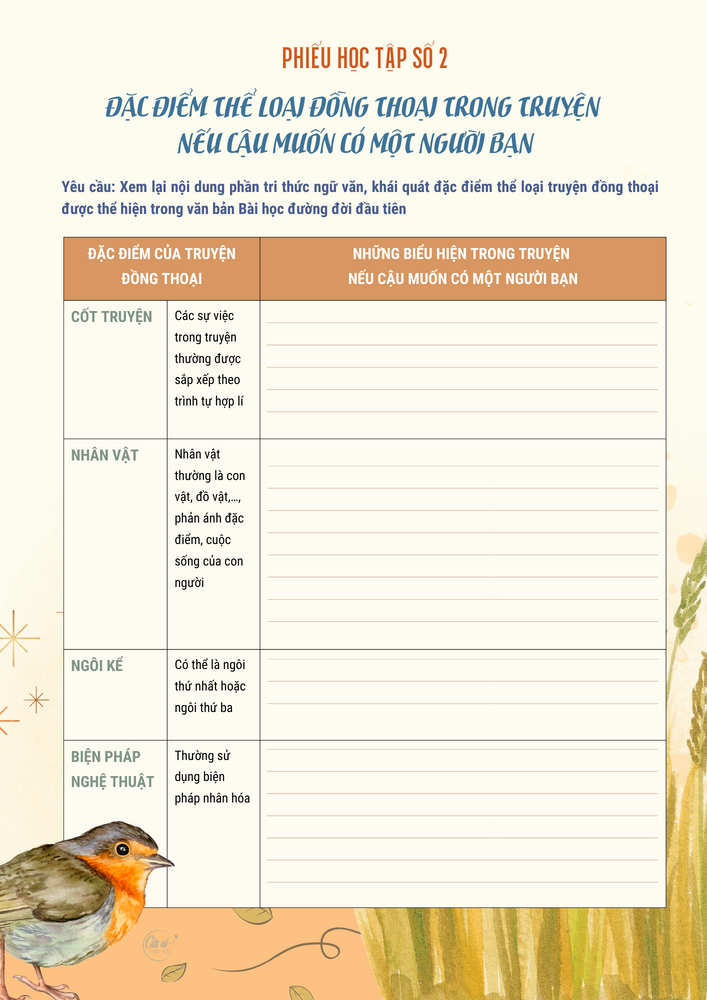 PHIẾU HỌC TẬP SỐ 2
ĐẶC ĐIỂM THỂ LOẠI ĐỒNG THOẠI TRONG TRUYỆN
NẾU CẬU MUỐN CÓ MỘT NGƯỜI BẠN
Yêu cầu: Xem lại nội dung phần tri thức ngữ văn, khái quát đặc điểm thể loại truyện đồng thoại
được thể hiện trong văn bản Bài học đường đời đầu tiên
ĐẶC ĐIỂM CỦA TRUYỆN
ĐỒNG THOẠI
NHỮNG BIỂU HIỆN TRONG TRUYỆN
NẾU CẬU MUỐN CÓ MỘT NGƯỜI BẠN
CỐT TRUYỆN
Các sự việc
trong truyện
thường được
sắp xếp theo
trình tự hợp lí
NHÂN VẬT
Nhân vật
thường là con
vật, đồ vật,...,
phản ánh đặc
điểm, cuộc
sống của con
người
NGÔI KỂ
Có thể là ngôi
thứ nhất hoặc
ngôi thứ ba
BIỆN PHÁP
NGHỆ THUẬT
Thường sử
dụng biện
pháp nhân hóa